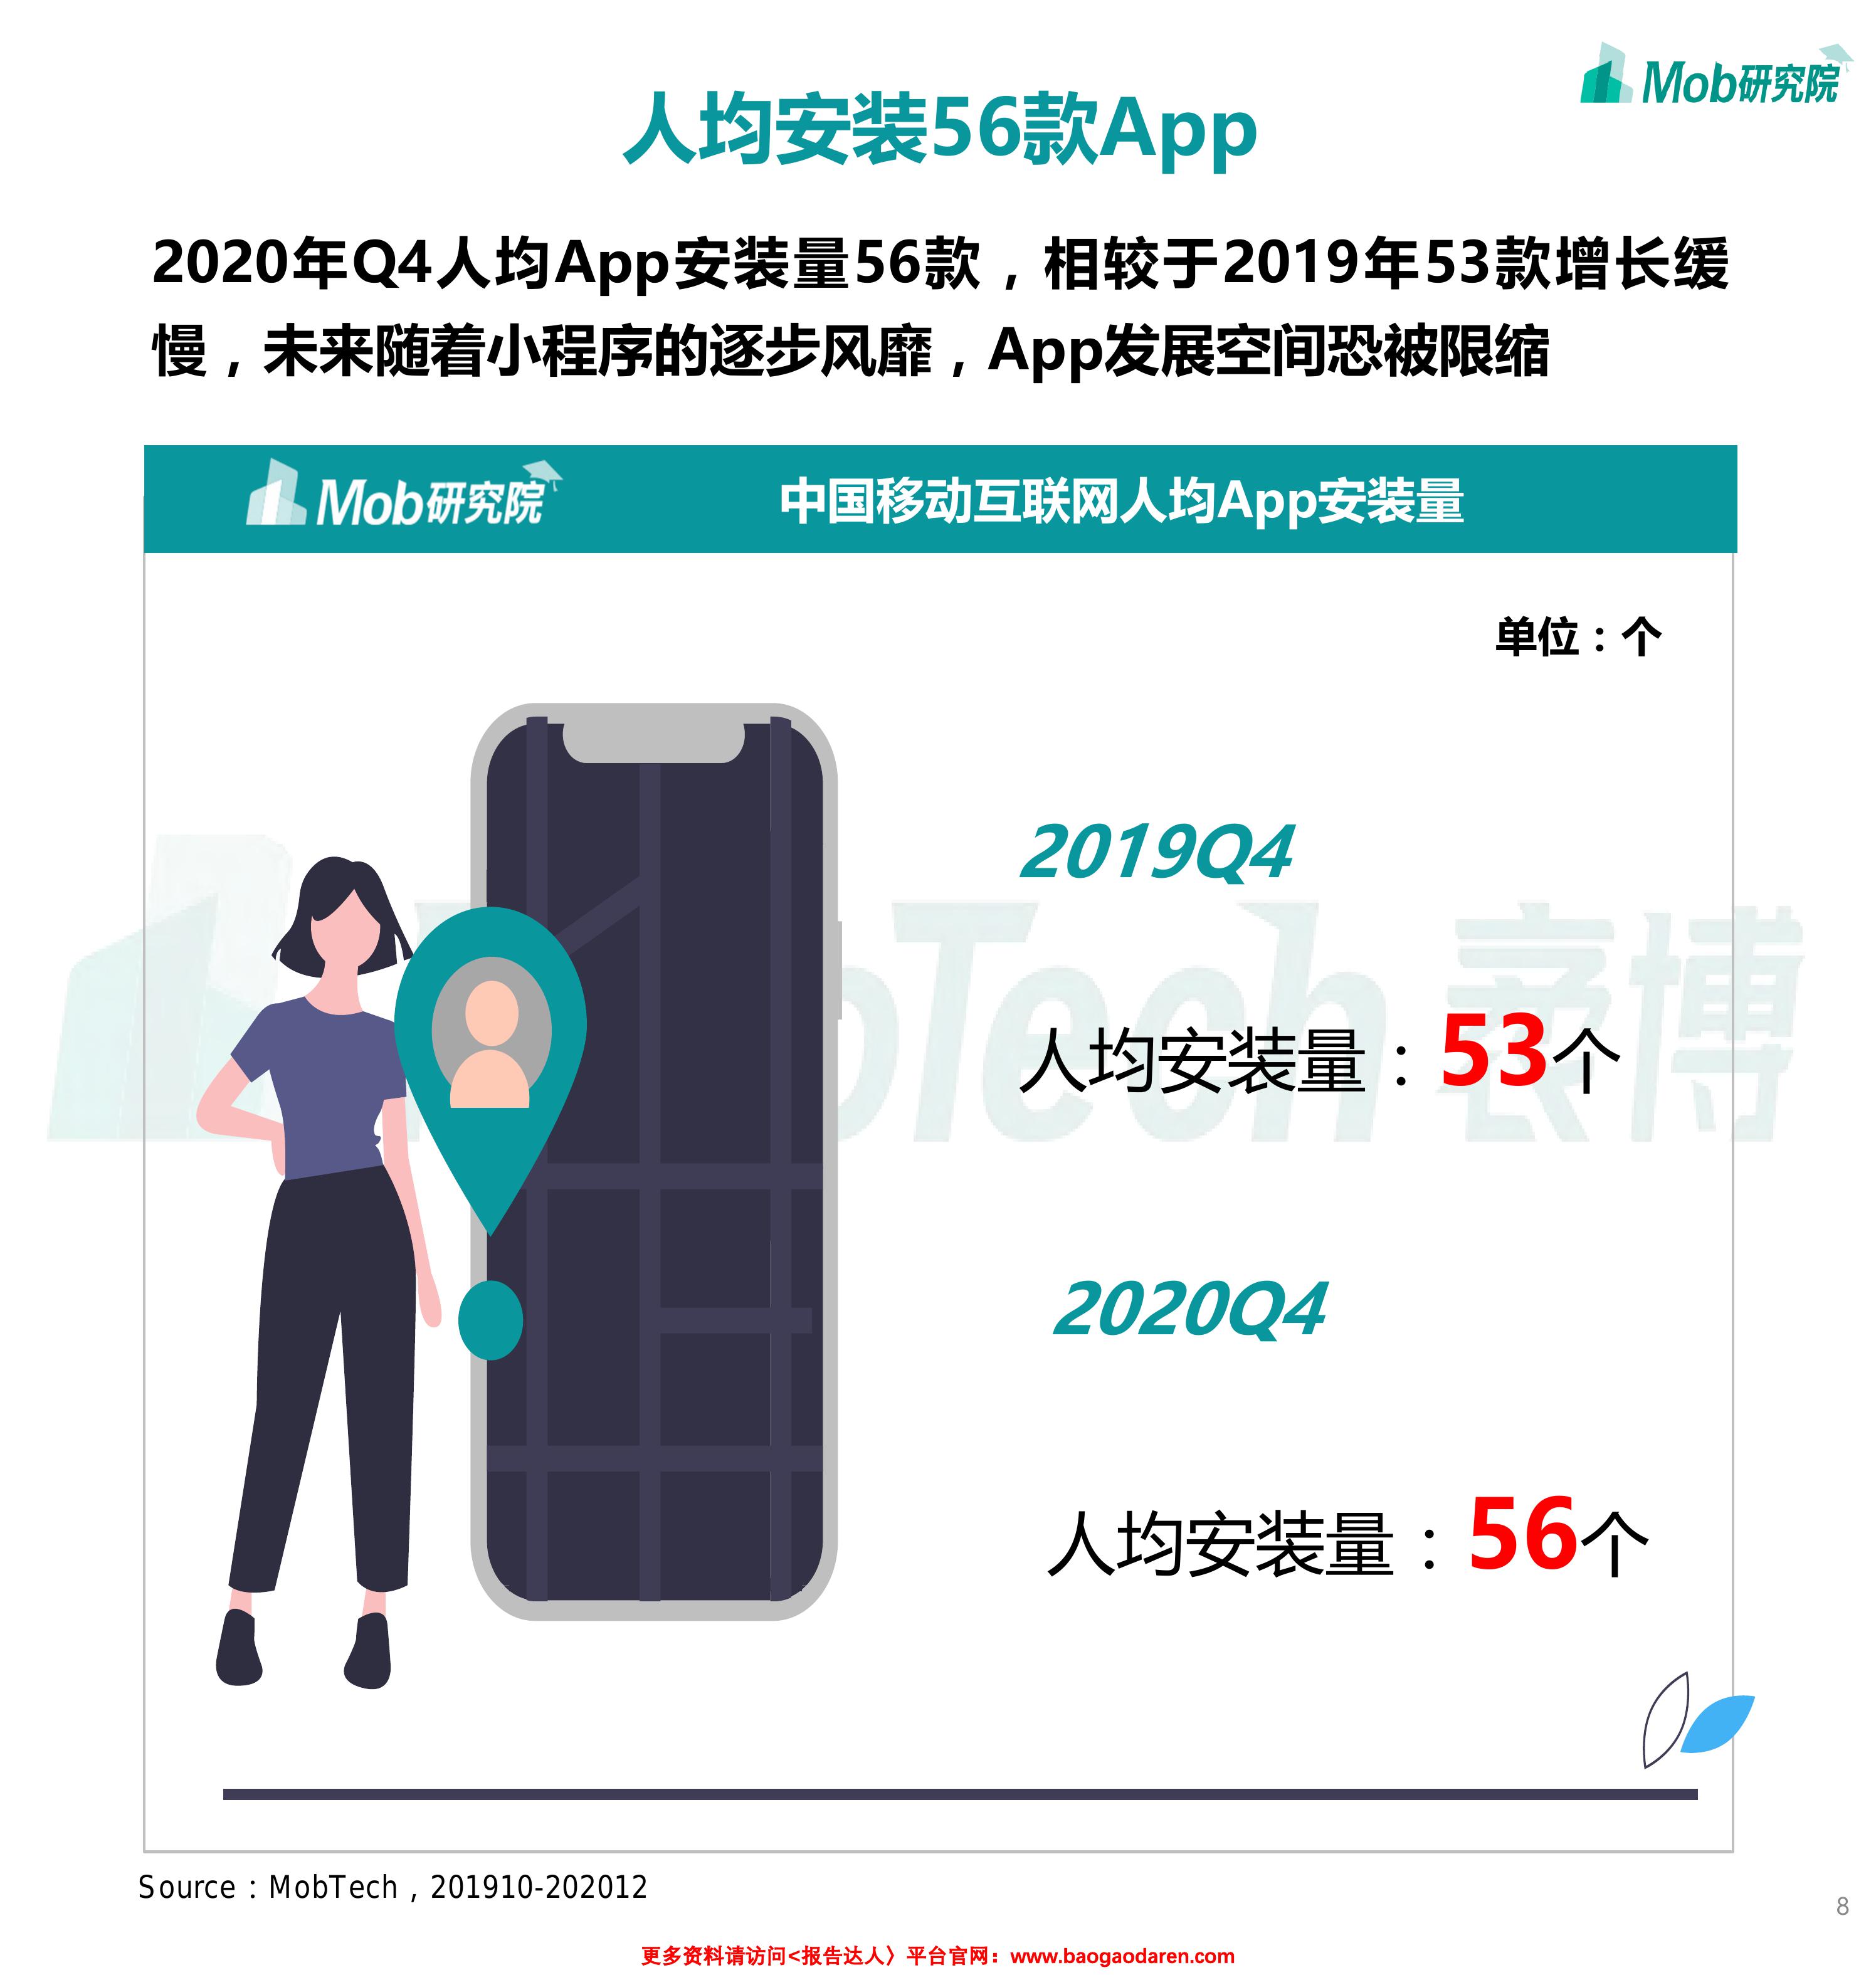 Mob研究院
人均安装56款App
2020年Q4人均App安装量56款，相较于2019年53款增长缓
慢，未来随着小程序的逐步风靡，App发展空间恐被限缩
Mob研究院
中国移动互联网人均App安装量
单位：个
2019Q4
MobTech 袤博
人均安装量：53个
2020Q4
人均安装量：56个
Source：MobTech，201910-202012
8
更多资料请访问<报告达人〉平台官网：www.baogaodaren.com